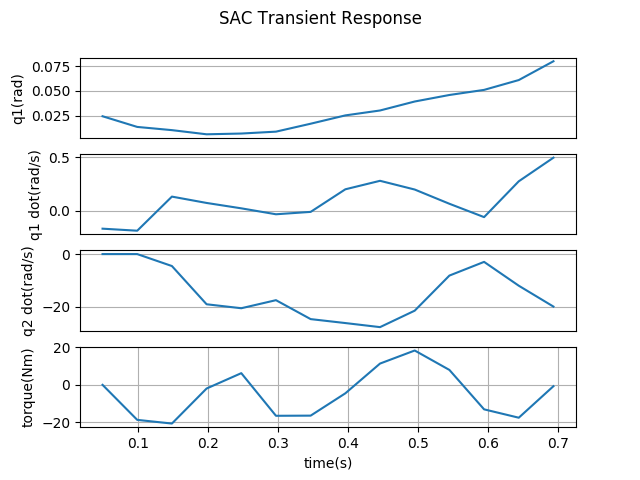 SAC Transient Response
q1(rad)
0.075
0.050
0.025
q1 dot(rad/s)
0.5
0.0
q2 dot(rad/s)
0
−20
torque(Nm)
20
0
−20
0.1 0.2 0.3 0.4 0.5 0.6 0.7
time(s)